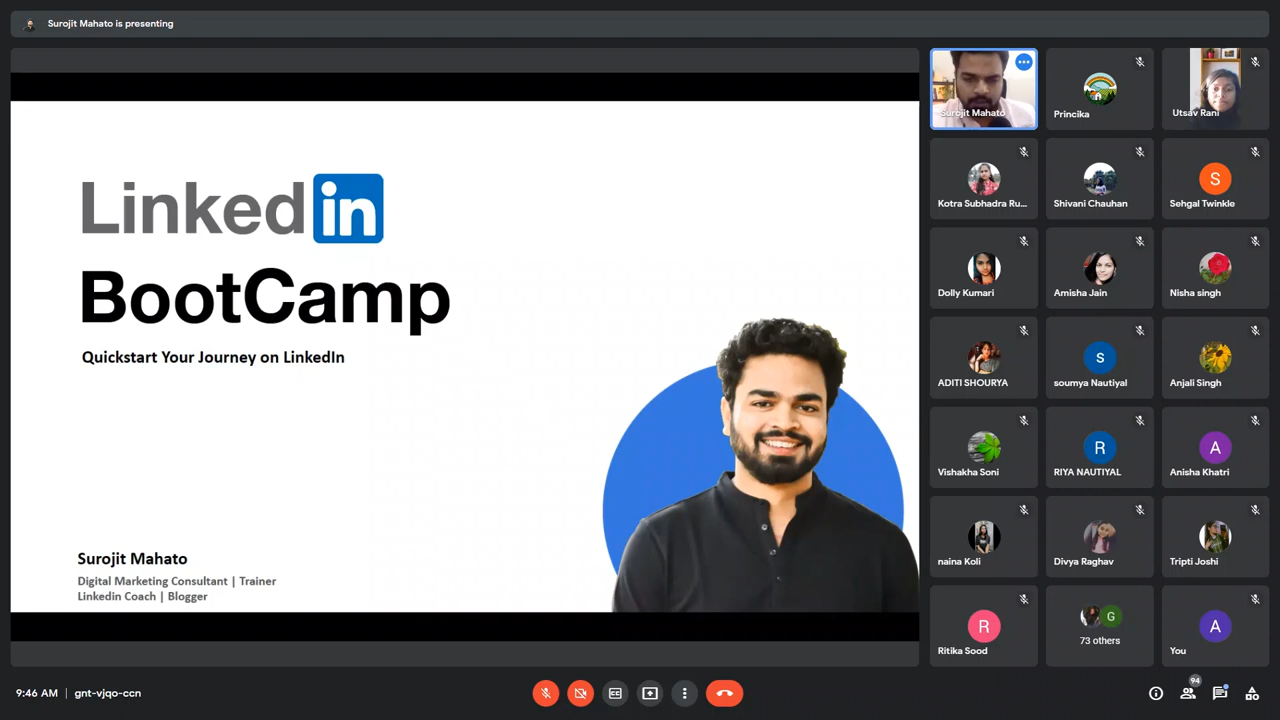 Surojit Mahato is presenting
Linked in
BootCamp
Quickstart Your Journey on LinkedIn
Surojit Mahato
Digital Marketing Consultant | Trainer
Linkedin Coach | Blogger
Surojit Mahato
Princika
Utsav Rani
Kotra Subhadra Ru...
Shivani Chauhan
S
Sehgal Twinkle
Dolly Kumari
Amisha Jain
Nisha singh
ADITI SHOURYA
s
soumya Nautiyal
Anjali Singh
Vishakha Soni
R
RIYA NAUTIYAL
A
Anisha Khatri
naina Koli
Divya Raghav
Tripti Joshi
R
Ritika Sood
G
73 others
A
You
9:46 AM | gnt-vjqo-ccn
94